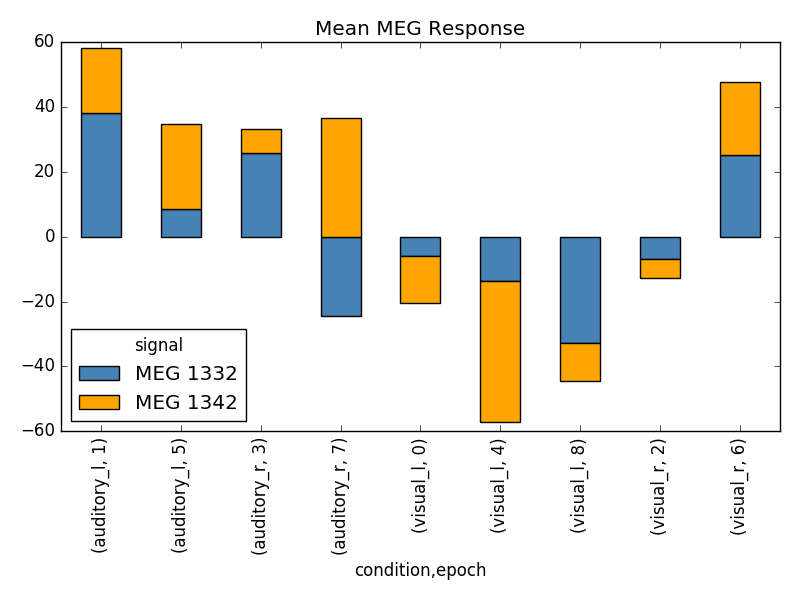 Mean MEG Response
60
40
20
0
−20
−40
−60
signal
MEG 1332
MEG 1342
(auditory_l, 1)
(auditory_l, 5)
(auditory_r, 3)
(auditory_r, 7)
(visual_l, 0)
(visual_l, 4)
(visual_l, 8)
(visual_r, 2)
(visual_r, 6)
condition,epoch